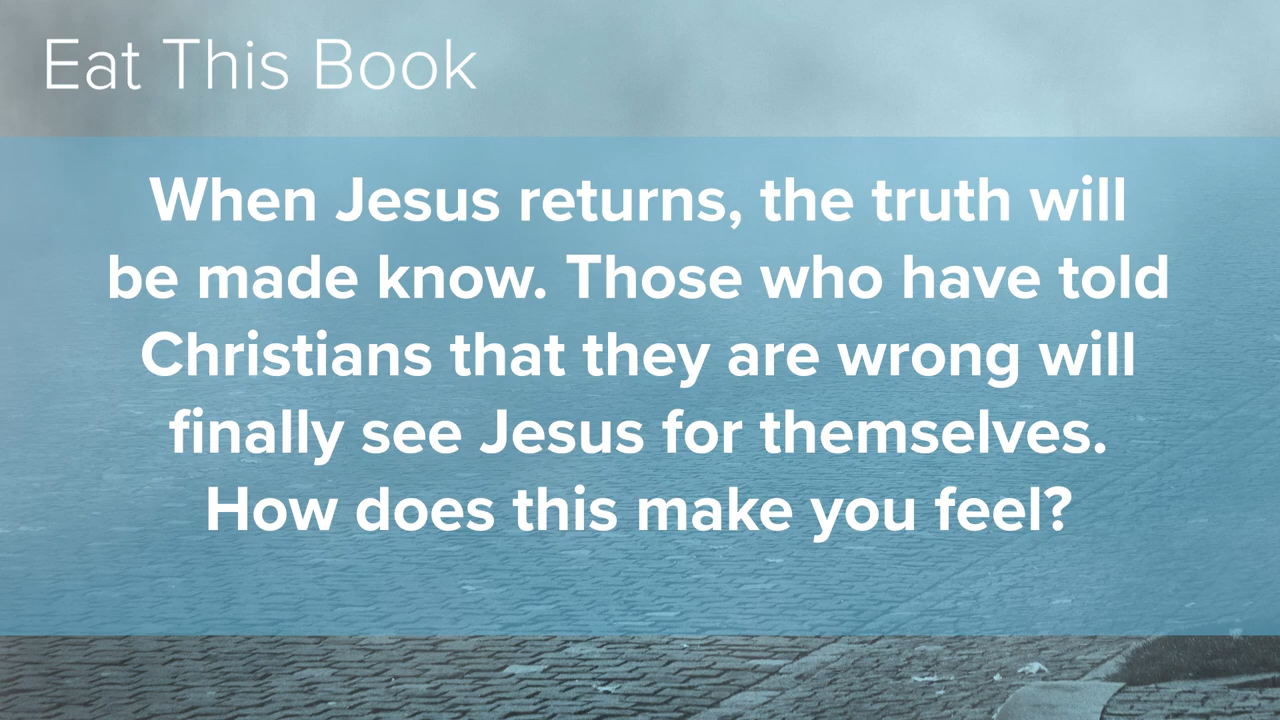 Eat This Book
When Jesus returns, the truth will
be made know. Those who have told
Christians that they are wrong will
finally see Jesus for themselves.
How does this make you feel?